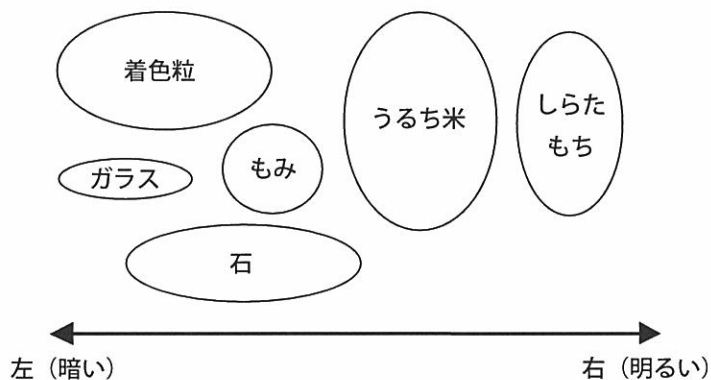 着色粒
うるち米
しらた
もち
ガラス
もみ
石
左（暗い）
右（明るい）